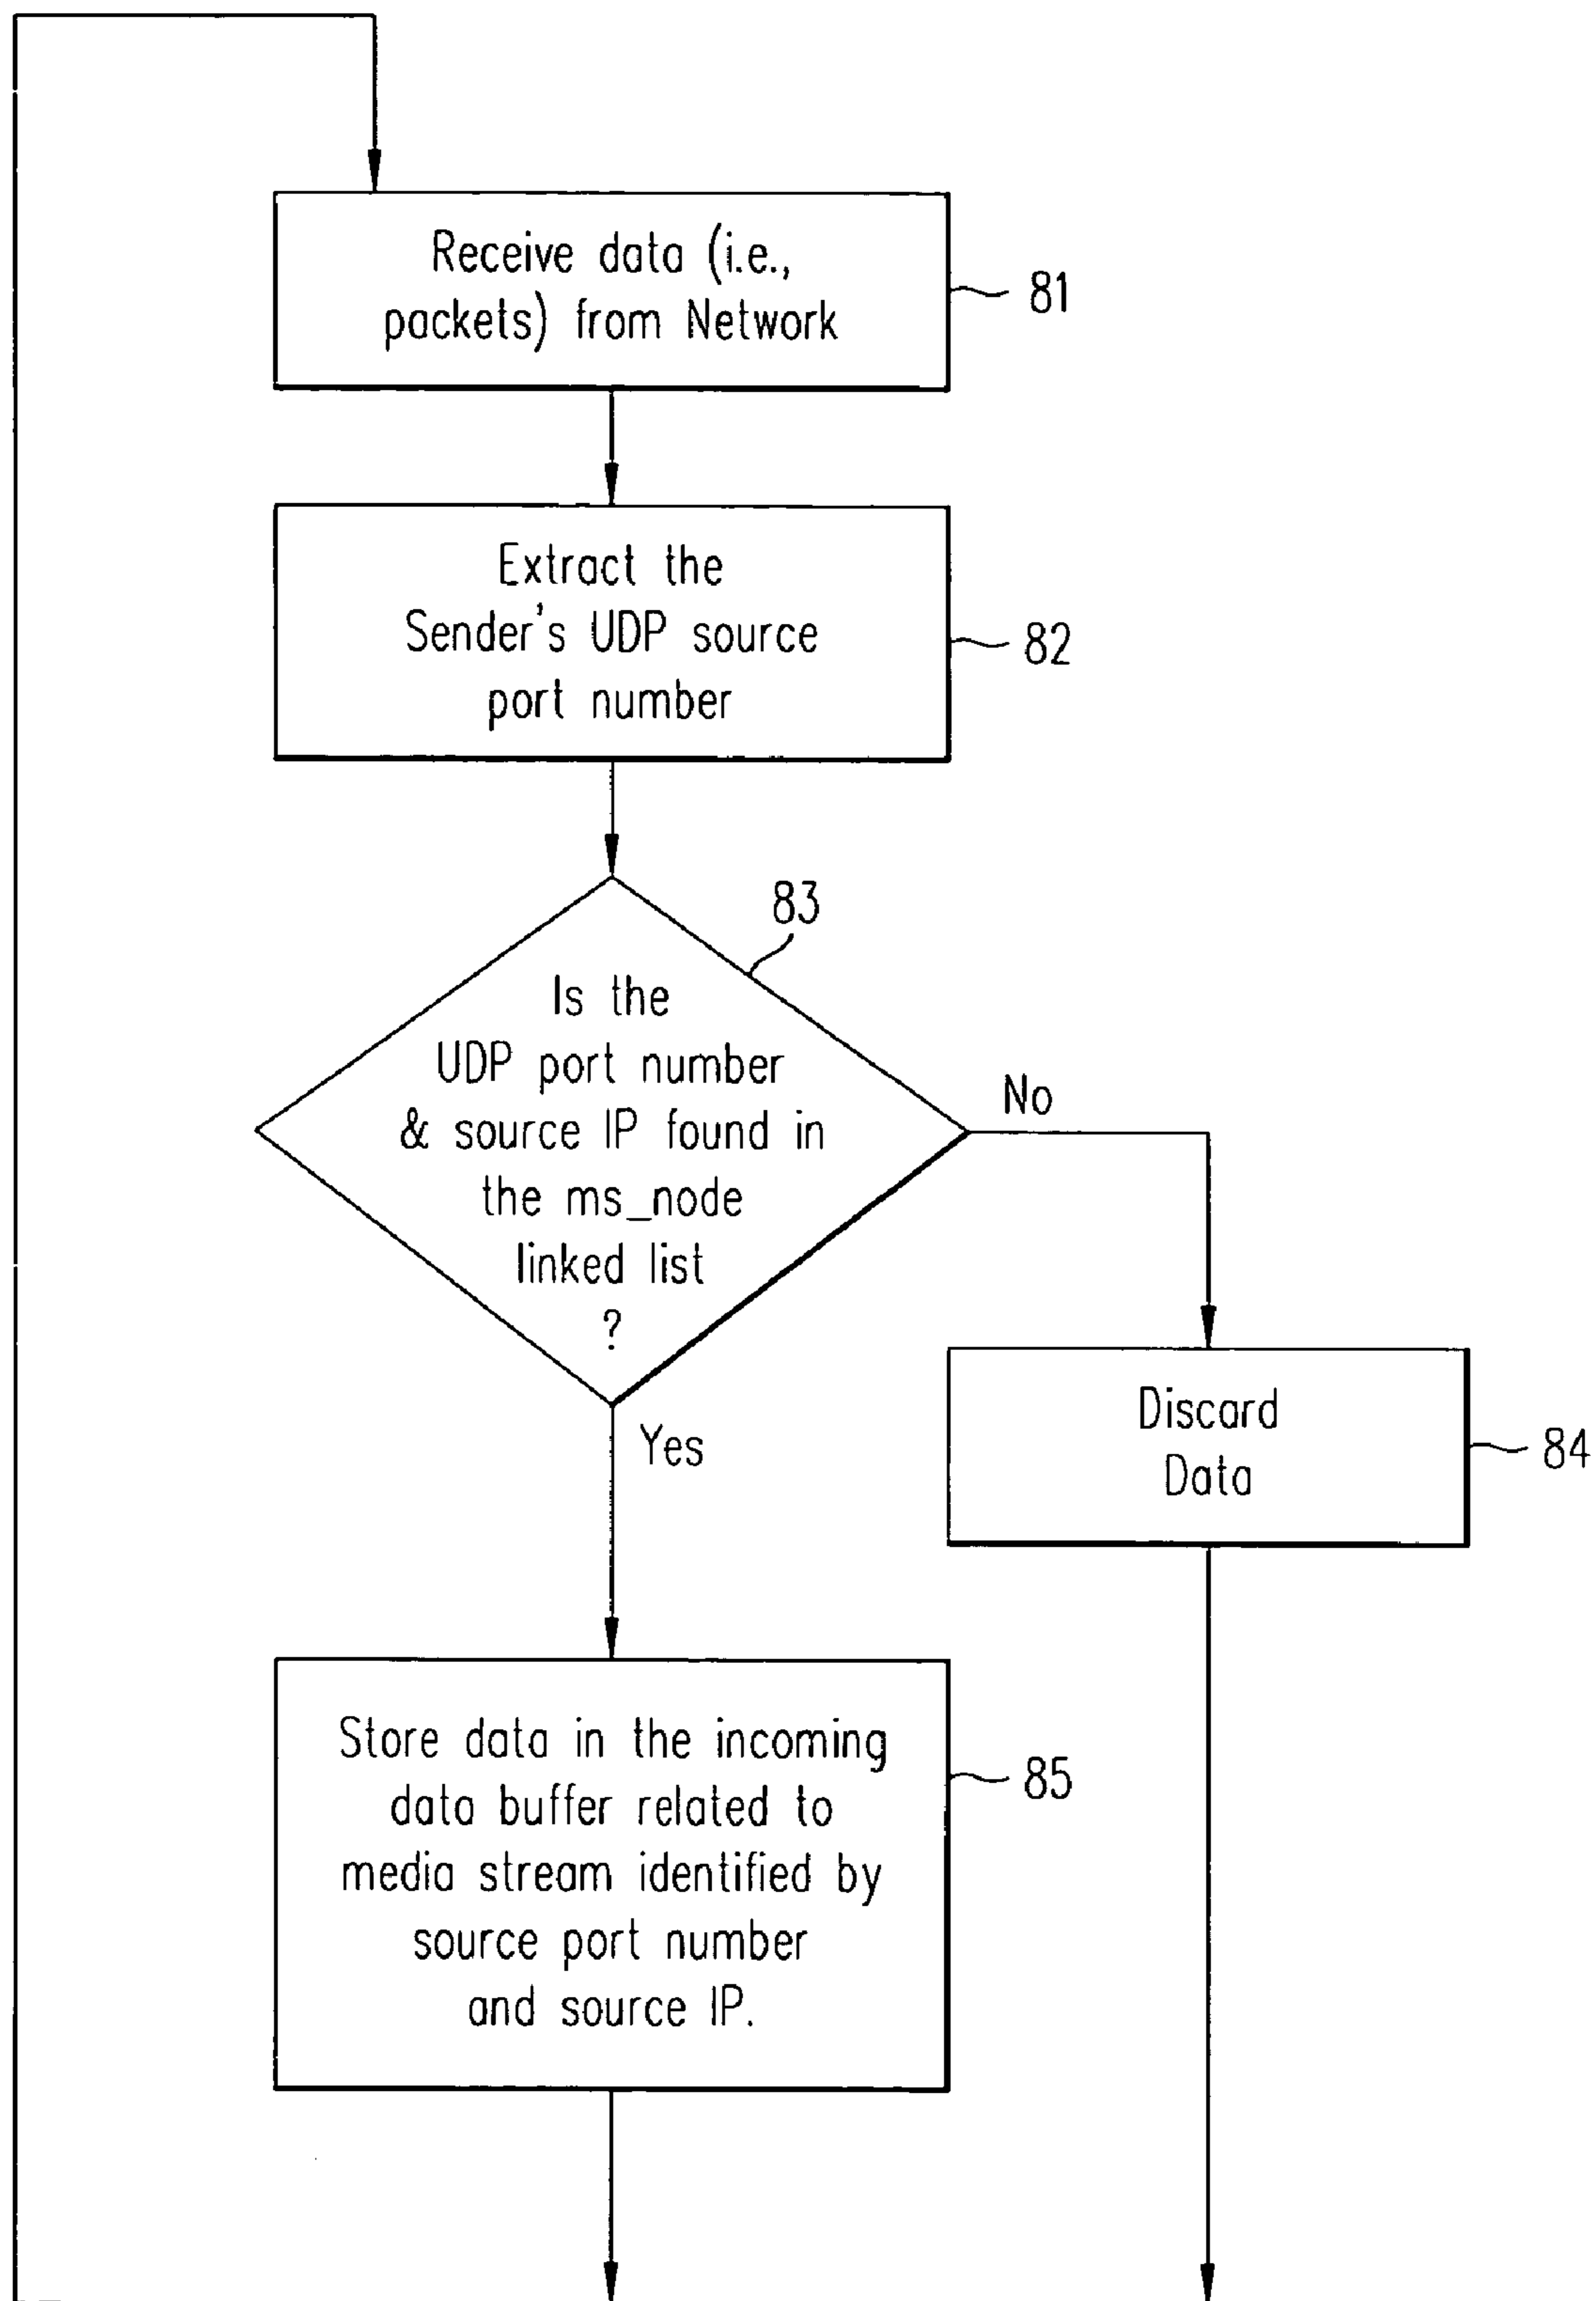 Receive data (i.e.,
packets) from Network
81
Extract the
Sender's UDP source
port number
82
83
Is the
UDP port number
& source IP found in
the ms_node
linked list
?
No
Yes
Discard
Data
84
Store data in the incoming
data buffer related to
media stream identified by
source port number
and source IP.
85